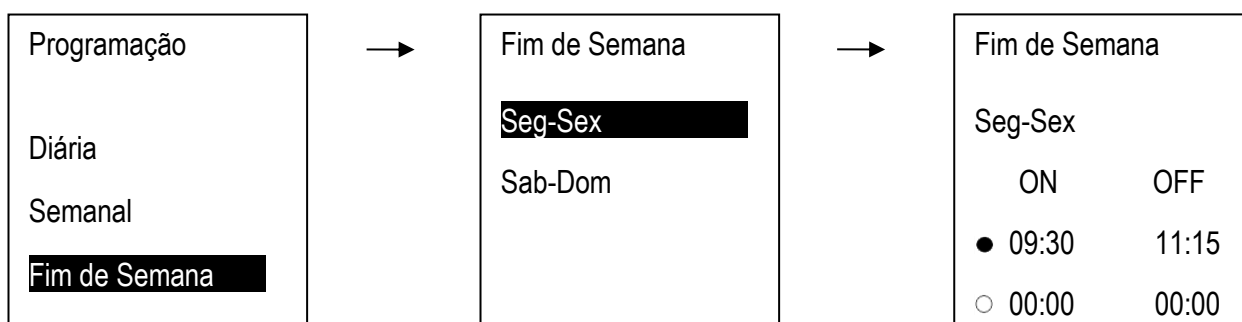 Programação
Diária
Semanal
Fim de Semana
Fim de Semana
Seg-Sex
Sab-Dom
Fim de Semana
Seg-Sex
ON OFF
09:30 11:15
00:00 00:00